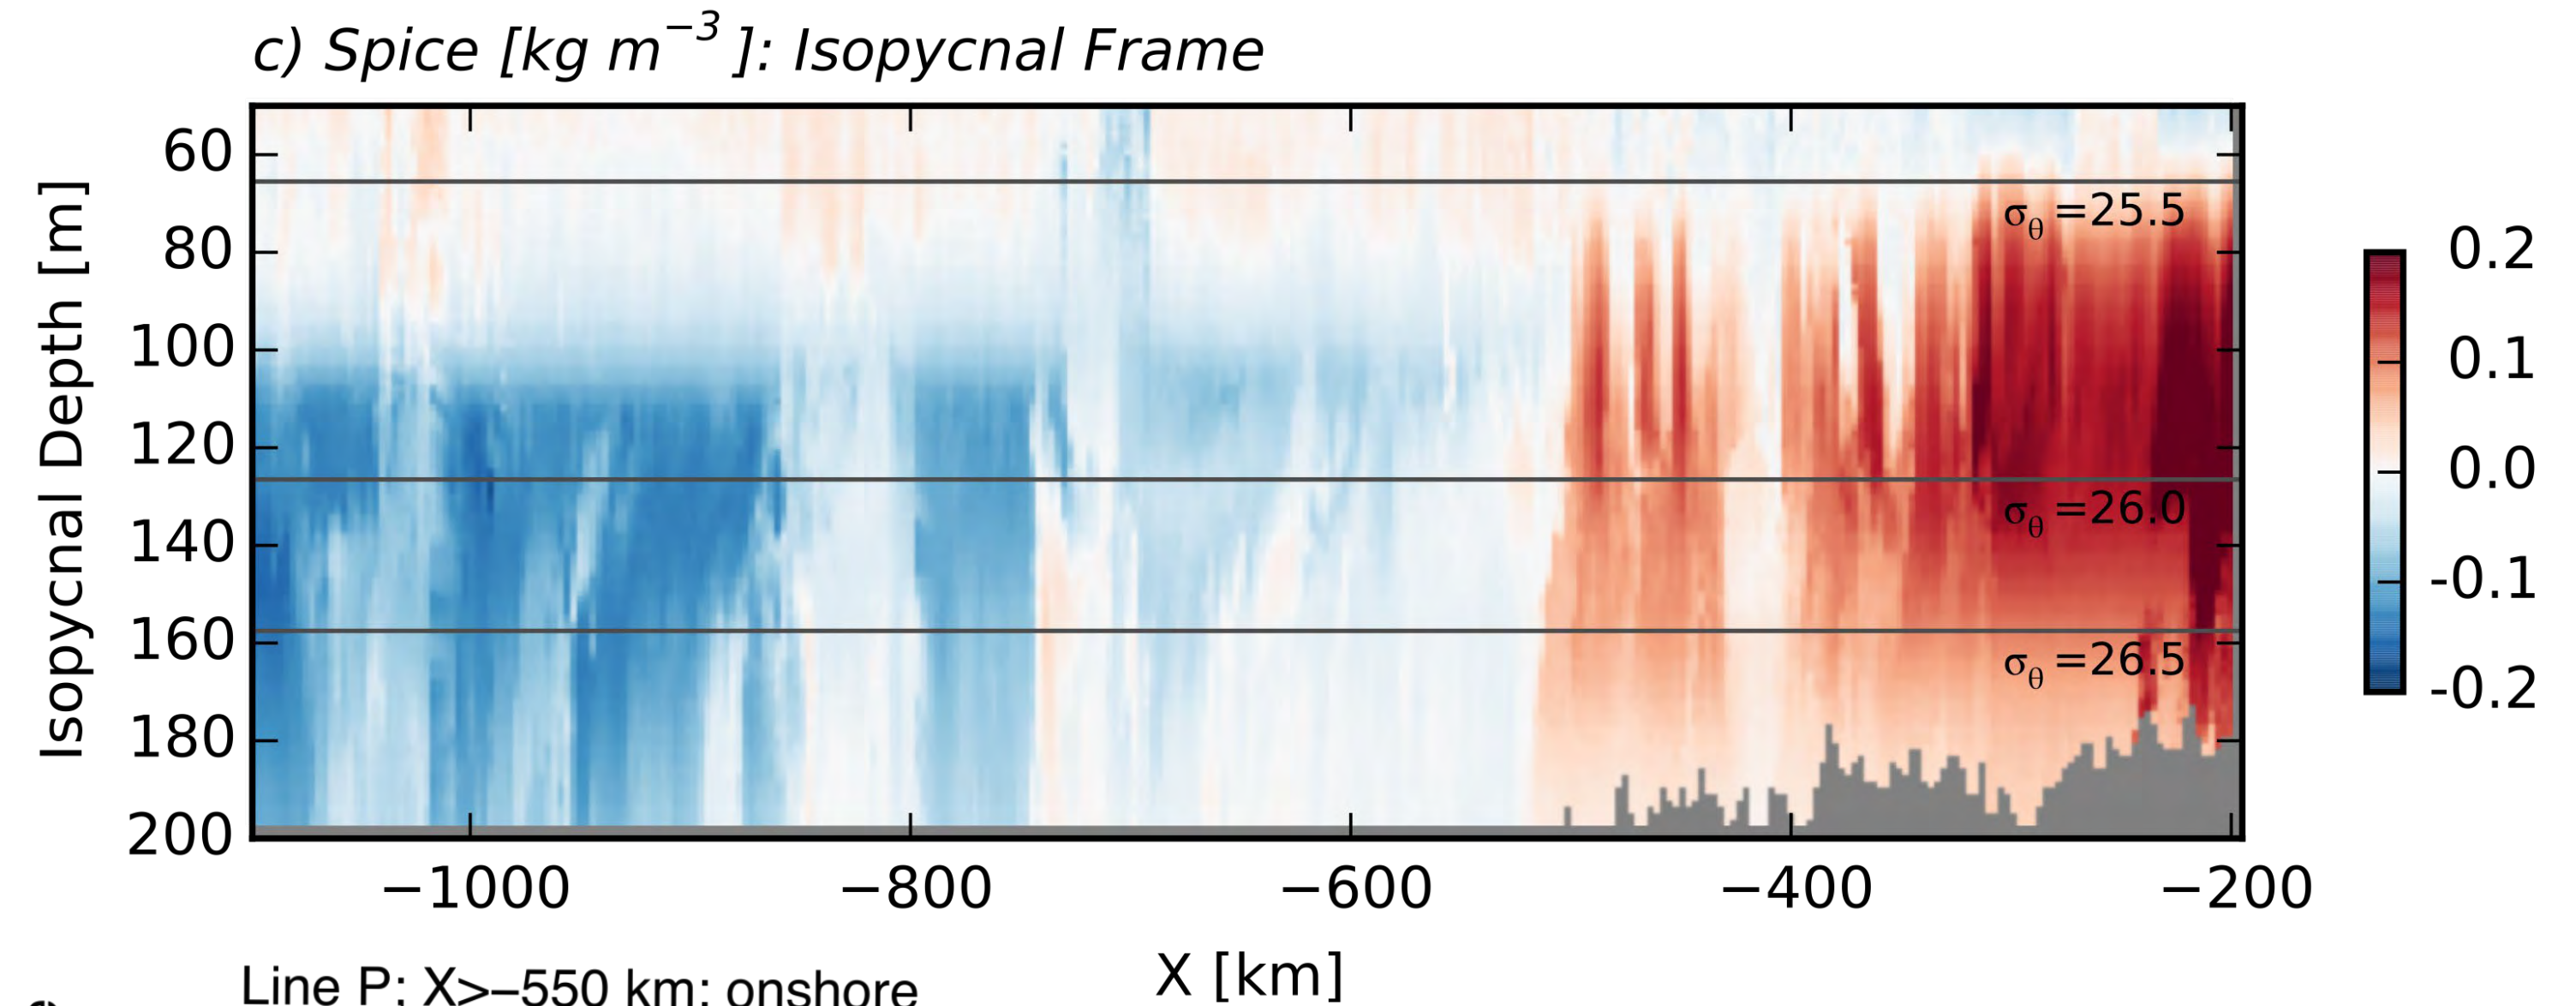 c) Spice [kg m⁻³]: Isopycnal Frame
Isopycnal Depth [m]
60
80
100
120
140
160
180
200
σθ=25.5
σθ=26.0
σθ=26.5
0.2
0.1
0.0
-0.1
-0.2
−1000 −800 −600 −400 −200
X [km]
Line P; X>–550 km: onshore